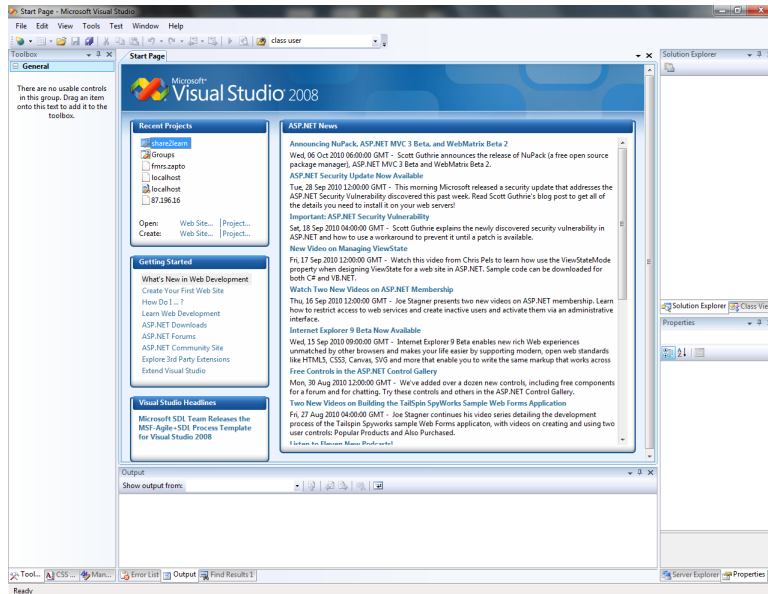 Start Page - Microsoft Visual Studio
File Edit View Tools Test Window Help
class user
Toolbox
General
There are no usable controls
in this group. Drag an item
onto this text to add it to the
toolbox.
Start Page
Microsoft
Visual Studio 2008
Recent Projects
share2learn
Groups
fmrs.zapto
localhost
localhost
87.196.16
Open: Web Site... Project...
Create: Web Site... Project...
Getting Started
What's New in Web Development
Create Your First Web Site
How Do I ... ?
Learn Web Development
ASP.NET Downloads
ASP.NET Forums
ASP.NET Community Site
Explore 3rd Party Extensions
Extend Visual Studio
Visual Studio Headlines
Microsoft SDL Team Releases the
MSF-Agile+SDL Process Template
for Visual Studio 2008
ASP.NET News
Announcing NuPack, ASP.NET MVC 3 Beta, and WebMatrix Beta 2
Wed, 06 Oct 2010 06:00:00 GMT - Scott Guthrie announces the release of NuPack (a free open source
package manager), ASP.NET MVC 3 Beta and WebMatrix Beta 2.
ASP.NET Security Update Now Available
Tue, 28 Sep 2010 12:00:00 GMT - This morning Microsoft released a security update that addresses the
ASP.NET Security Vulnerability discovered this past week. Read Scott Guthrie's blog post to get all of
the details you need to install it on your web servers!
Important: ASP.NET Security Vulnerability
Sat, 18 Sep 2010 04:00:00 GMT - Scott Guthrie explains the newly discovered security vulnerability in
ASP.NET and how to use a workaround to prevent it until a patch is available.
New Video on Managing ViewState
Fri, 17 Sep 2010 12:00:00 GMT - Watch this video from Chris Pels to learn how use the ViewStateMode
property when designing ViewState for a web site in ASP.NET. Sample code can be downloaded for
both C# and VB.NET.
Watch Two New Videos on ASP.NET Membership
Thu, 16 Sep 2010 12:00:00 GMT - Joe Stagner presents two new videos on ASP.NET membership. Learn
how to restrict access to web services and create inactive users and activate them via an administrative
interface.
Internet Explorer 9 Beta Now Available
Wed, 15 Sep 2010 09:00:00 GMT - Internet Explorer 9 Beta enables new rich Web experiences
unmatched by other browsers and makes your life easier by supporting modern, open web standards
like HTML5, CSS3, Canvas, SVG and more that enable you to write the same markup that works across
Free Controls in the ASP.NET Control Gallery
Mon, 30 Aug 2010 12:00:00 GMT - We've added over a dozen new controls, including free components
for a forum and for chatting. Try these controls and others in the ASP.NET Control Gallery.
Two New Videos on Building the TailSpin SpyWorks Sample Web Forms Application
Fri, 27 Aug 2010 04:00:00 GMT - Joe Stagner continues his video series detailing the development
process of the Tailspin Spyworks sample Web Forms applicaton, with videos on creating and using two
user controls: Popular Products and Also Purchased.
Listen to Eleven New Podcasts!
Solution Explorer
Solution Explorer Class Vie
Properties
Output
Show output from:
Tool... CSS ... Man...
Error List Output Find Results 1
Server Explorer Properties
Ready